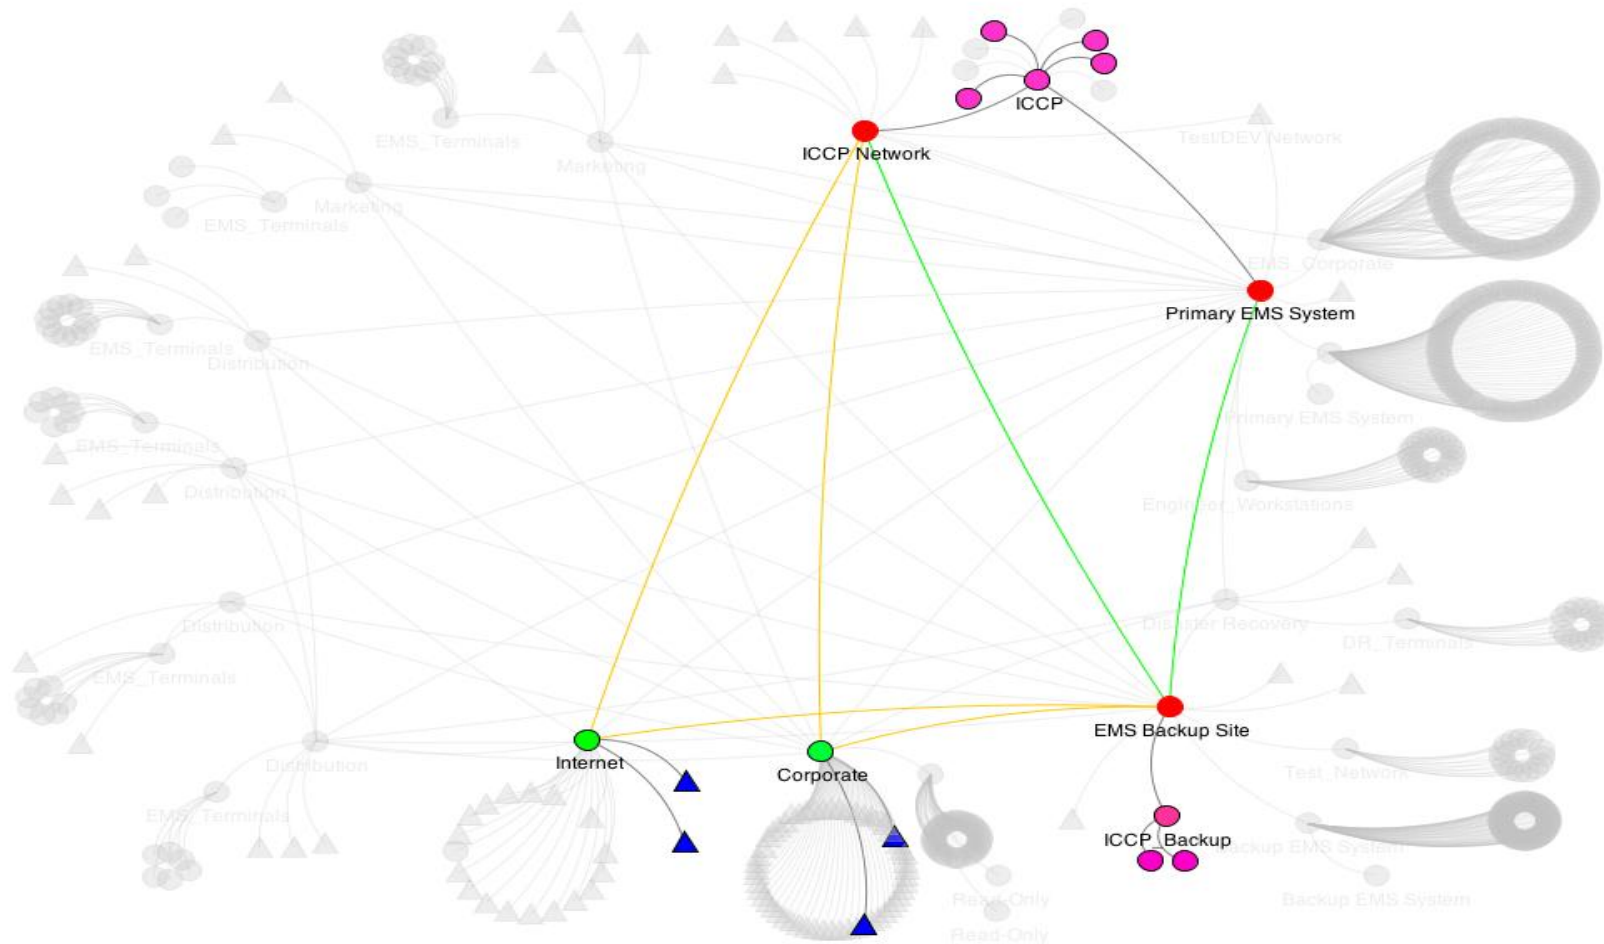 ICCP
EMS_Terminals
Test/DEV Network
ICCP Network
Marketing
Marketing
EMS_Terminals
EMS_Corporate
Primary EMS System
EMS_Terminals
Distribution
Primary EMS System
EMS_Terminals
Distribution
Engineer_Workstations
Distribution
Disaster Recovery
DR_Terminals
EMS_Terminals
EMS Backup Site
Internet
Corporate
Distribution
Test_Network
EMS_Terminals
ICCP_Backup
Backup EMS System
Read-Only
Backup EMS System
Read-Only